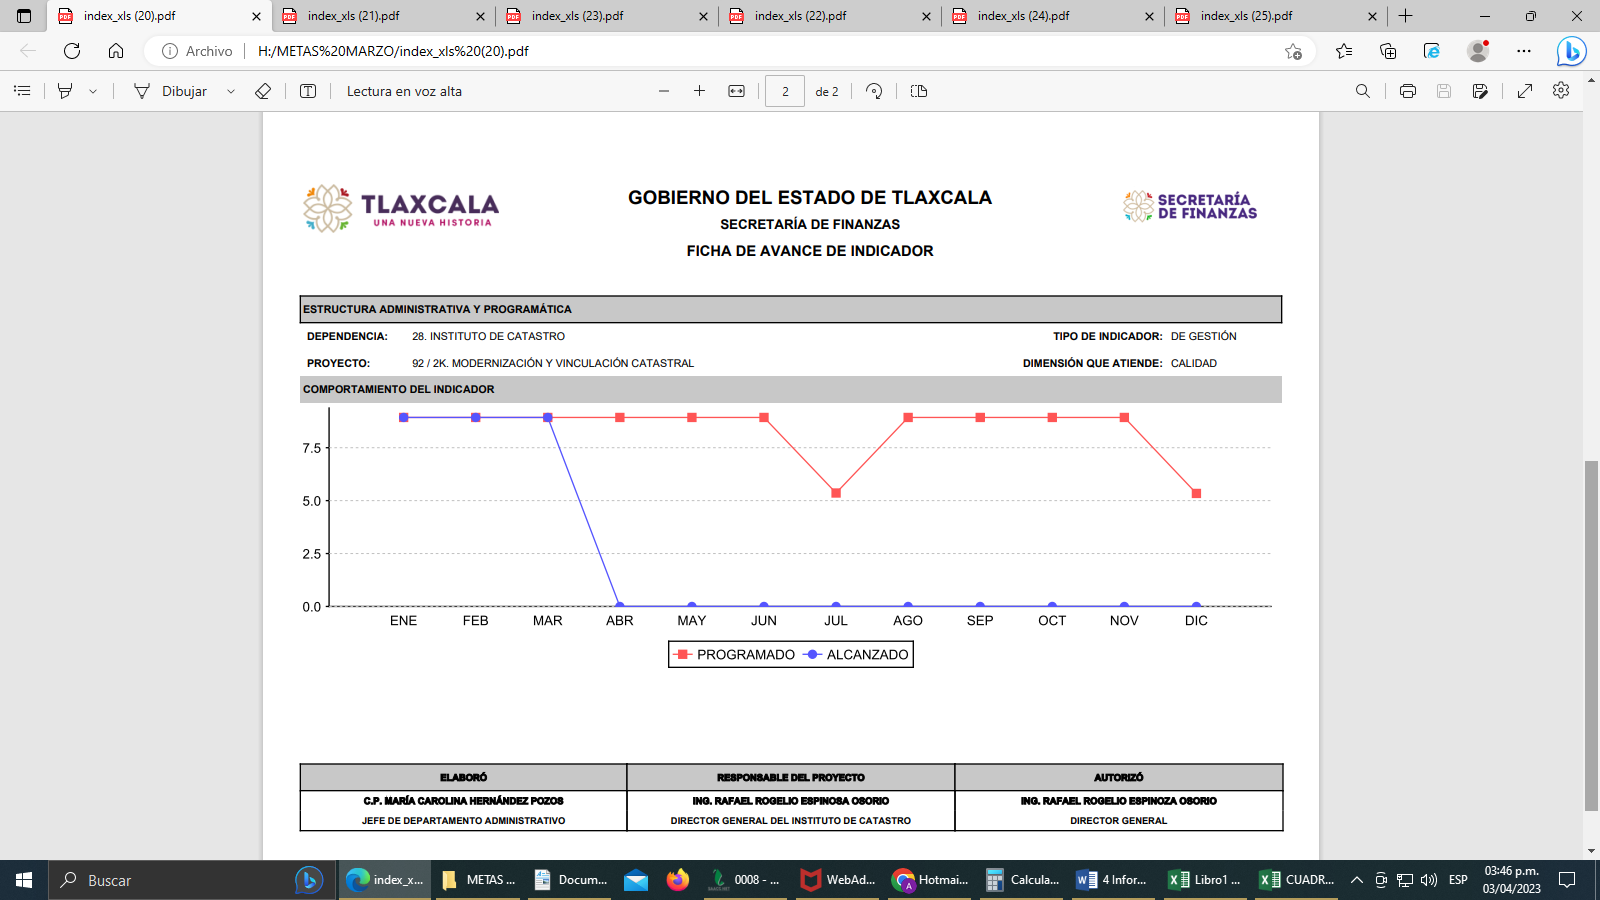 index_xls (20).pdf
index_xls (21).pdf
index_xls (23).pdf
index_xls (22).pdf
index_xls (24).pdf
index_xls (25).pdf
Archivo
H:/METAS%20MARZO/index_xls%20(20).pdf
Dibujar
Lectura en voz alta
2
de 2
TLAXCALA
UNA NUEVA HISTORIA
GOBIERNO DEL ESTADO DE TLAXCALA
SECRETARÍA DE FINANZAS
FICHA DE AVANCE DE INDICADOR
SECRETARÍA
DE FINANZAS
ESTRUCTURA ADMINISTRATIVA Y PROGRAMÁTICA
DEPENDENCIA: 28. INSTITUTO DE CATASTRO TIPO DE INDICADOR: DE GESTIÓN
PROYECTO: 92 / 2K. MODERNIZACIÓN Y VINCULACIÓN CATASTRAL DIMENSIÓN QUE ATIENDE: CALIDAD
COMPORTAMIENTO DEL INDICADOR
7.5
5.0
2.5
0.0
ENE FEB MAR ABR MAY JUN JUL AGO SEP OCT NOV DIC
PROGRAMADO ALCANZADO
ELABORÓ RESPONSABLE DEL PROYECTO AUTORIZÓ
C.P. MARÍA CAROLINA HERNÁNDEZ POZOS ING. RAFAEL ROGELIO ESPINOSA OSORIO ING. RAFAEL ROGELIO ESPINOZA OSORIO
JEFE DE DEPARTAMENTO ADMINISTRATIVO DIRECTOR GENERAL DEL INSTITUTO DE CATASTRO DIRECTOR GENERAL
Buscar
index_x...
METAS ...
Docum...
0008 - ...
WebAd...
Hotmai...
Calcula...
4 Infor...
Libro1 ...
CUADR...
ESP
03:46 p.m.
03/04/2023